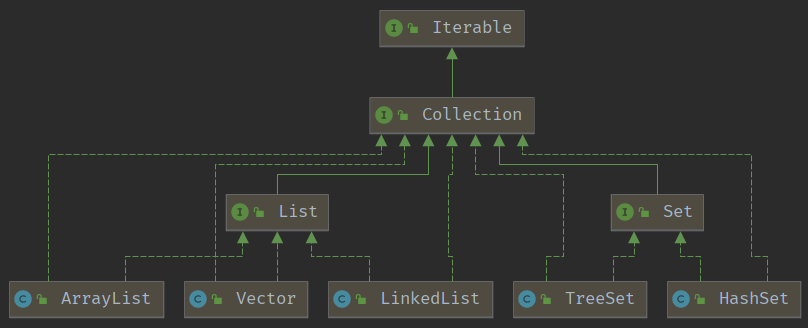 I Iterable
I Collection
I List
I Set
C ArrayList
C Vector
C LinkedList
C TreeSet
C HashSet